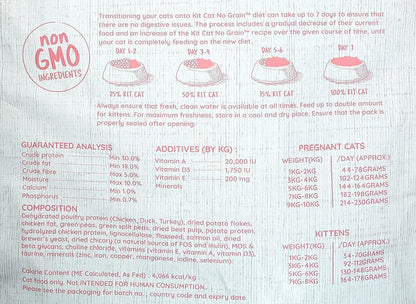 non
GMO
INGREDIENTS
Transitioning your cats onto Kit Cat No Grain™ diet can take up to 7 days to ensure that
there are no digestive issues. The process includes a gradual decrease of their current
food and an increase of the Kit Cat No Grain™ recipe over the given course of time, until
your cat is completely feeding on the new diet.
DAY 1-2
DAY 3-4
DAY 5-6
DAY 7
25% KIT CAT
50% KIT CAT
75% KIT CAT
100% KIT CAT
Always ensure that fresh, clean water is available at all times. Feed up to double amount
for kittens. For maximum freshness, store in a cool and dry place. Ensure that the pack is
properly sealed after opening.
GUARANTEED ANALYSIS
Crude protein Min 30.0%
Crude fat Min 18.0%
Crude fibre Max 5.0%
Moisture Max 10.0%
Calcium Min 1.0%
Phosphorus Min 0.7%
ADDITIVES (BY KG) :
Vitamin A 20,000 IU
Vitamin D3 1,750 IU
Vitamin E 200 mg
Minerals
COMPOSITION
Dehydrated poultry protein (Chicken, Duck, Turkey), dried potato flakes,
chicken fat, green peas, green split peas, dried beet pulp, potato protein,
hydrolyzed chicken protein, lignocellulose, flaxseed, salmon oil, dried
brewer's yeast, dried chicory (a natural source of FOS and inulin), MOS &
beta glucans, choline chloride, vitamins (vitamin E, vitamin A, vitamin D3),
taurine, minerals (zinc, iron, copper, manganese, iodine, selenium).
Calorie Content (ME Calculated, As Fed) : 4,066 kcal/kg
Cat food only. Not INTENDED FOR HUMAN CONSUMPTION.
Please see the packaging for batch no., country code and expiry date.
PREGNANT CATS
WEIGHT(KG) /DAY (APPROX.)
1KG-2KG 44-78GRAMS
3KG-4KG 102-124GRAMS
5KG-6KG 144-164GRAMS
7KG-8KG 182-198GRAMS
9KG-10KG 214-230GRAMS
KITTENS
WEIGHT(KG) /DAY (APPROX.)
1KG-2KG 34-70GRAMS
3KG-4KG 92-112GRAMS
5KG-6KG 130-148GRAMS
7KG-8KG 164-178GRAMS